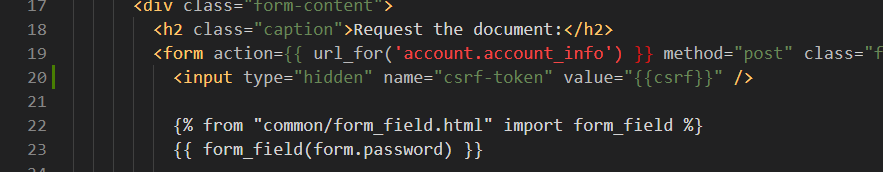 17 <div class="form-content">
18 <h2 class="caption">Request the document:</h2>
19 <form action={{ url_for('account.account_info') }} method="post" class="f
20 <input type="hidden" name="csrf-token" value="{{csrf}}" />
21
22 {% from "common/form_field.html" import form_field %}
23 {{ form_field(form.password) }}
24